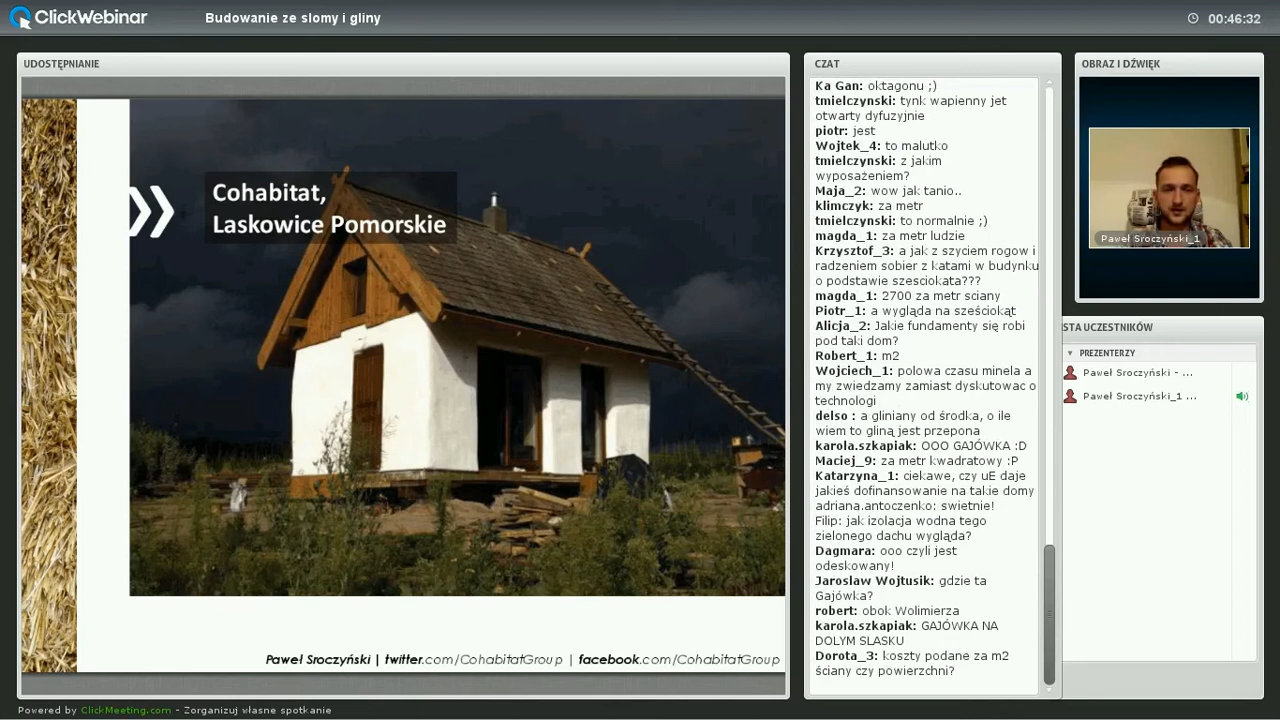 ClickWebinar
Budowanie ze slomy i gliny
00:46:32
UDOSTĘPNIANIE
Cohabitat,
Laskowice Pomorskie
Paweł Sroczyński | twitter.com/CohabitatGroup | facebook.com/CohabitatGroup
CZAT
Ka Gan: oktagonu ;)
tmielczynski: tynk wapienny jet
otwarty dyfuzyjnie
piotr: jest
Wojtek_4: to malutko
tmielczynski: z jakim
wyposażeniem?
Maja_2: wow jak tanio..
klimczyk: za metr
tmielczynski: to normalnie ;)
magda_1: za metr ludzie
Krzysztof_3: a jak z szyciem rogow i
radzeniem sobier z katami w budynku
o podstawie szesciokata???
magda_1: 2700 za metr sciany
Piotr_1: a wygląda na sześciokąt
Alicja_2: Jakie fundamenty się robi
pod taki dom?
Robert_1: m2
Wojciech_1: polowa czasu minela a
my zwiedzamy zamiast dyskutowac o
technologi
delso : a gliniany od środka, o ile
wiem to gliną jest przepona
karola.szkapiak: OOO GAJÓWKA :D
Maciej_9: za metr kwadratowy :P
Katarzyna_1: ciekawe, czy uE daje
jakieś dofinansowanie na takie domy
adriana.antoczenko: swietnie!
Filip: jak izolacja wodna tego
zielonego dachu wygląda?
Dagmara: ooo czyli jest
odeskowany!
Jaroslaw Wojtusik: gdzie ta
Gajówka?
robert: obok Wolimierza
karola.szkapiak: GAJÓWKA NA
DOLYM SLASKU
Dorota_3: koszty podane za m2
ściany czy powierzchni?
OBRAZ I DŹWIĘK
Paweł Sroczyński_1
ISTA UCZESTNIKÓW
PREZENTERZY
Paweł Sroczyński - ...
Paweł Sroczyński_1 ...
Powered by ClickMeeting.com - Zorganizuj własne spotkanie